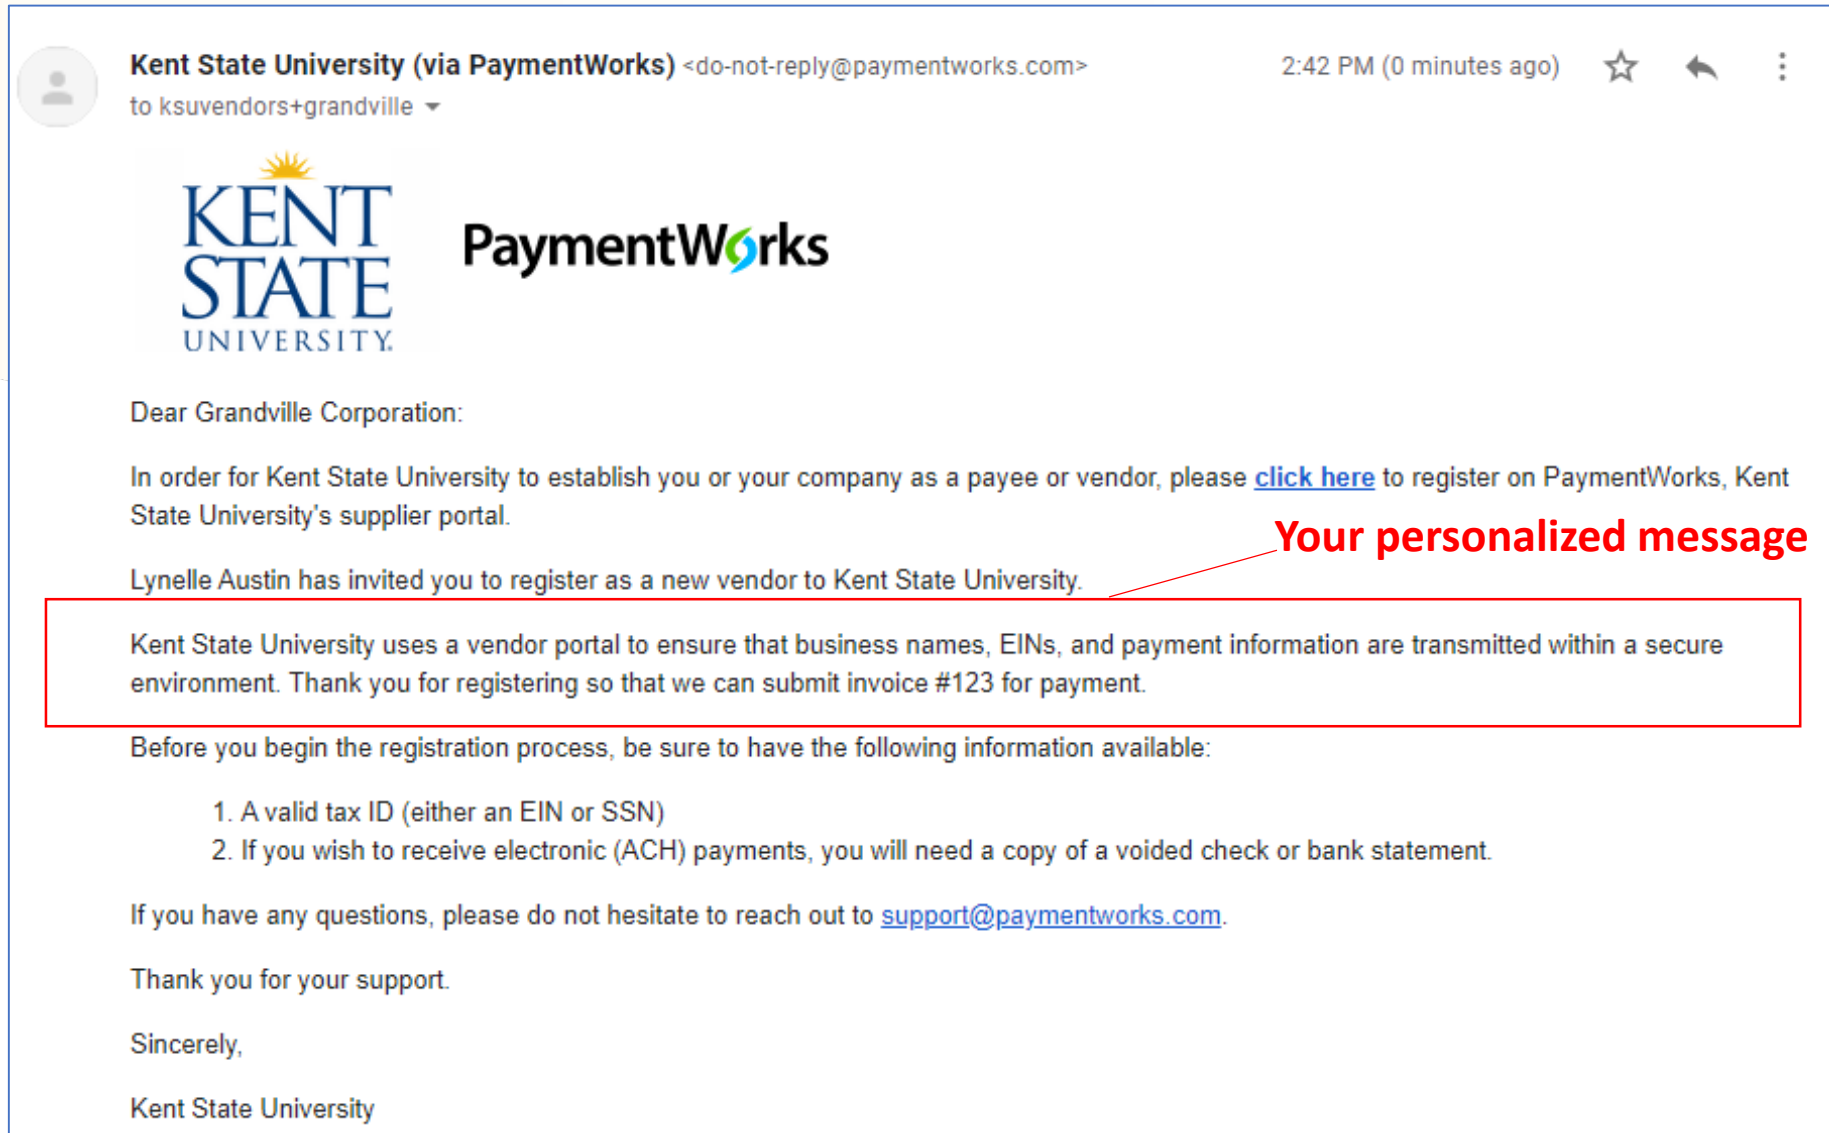 Kent State University (via PaymentWorks) <do-not-reply@paymentworks.com> 2:42 PM (0 minutes ago)
to ksuvendors+grandville
KENT
STATE
UNIVERSITY.
PaymentWorks
Dear Grandville Corporation:
In order for Kent State University to establish you or your company as a payee or vendor, please click here to register on PaymentWorks, Kent
State University's supplier portal.
Your personalized message
Lynelle Austin has invited you to register as a new vendor to Kent State University.
Kent State University uses a vendor portal to ensure that business names, EINs, and payment information are transmitted within a secure
environment. Thank you for registering so that we can submit invoice #123 for payment.
Before you begin the registration process, be sure to have the following information available:
1. A valid tax ID (either an EIN or SSN)
2. If you wish to receive electronic (ACH) payments, you will need a copy of a voided check or bank statement.
If you have any questions, please do not hesitate to reach out to support@paymentworks.com.
Thank you for your support.
Sincerely,
Kent State University